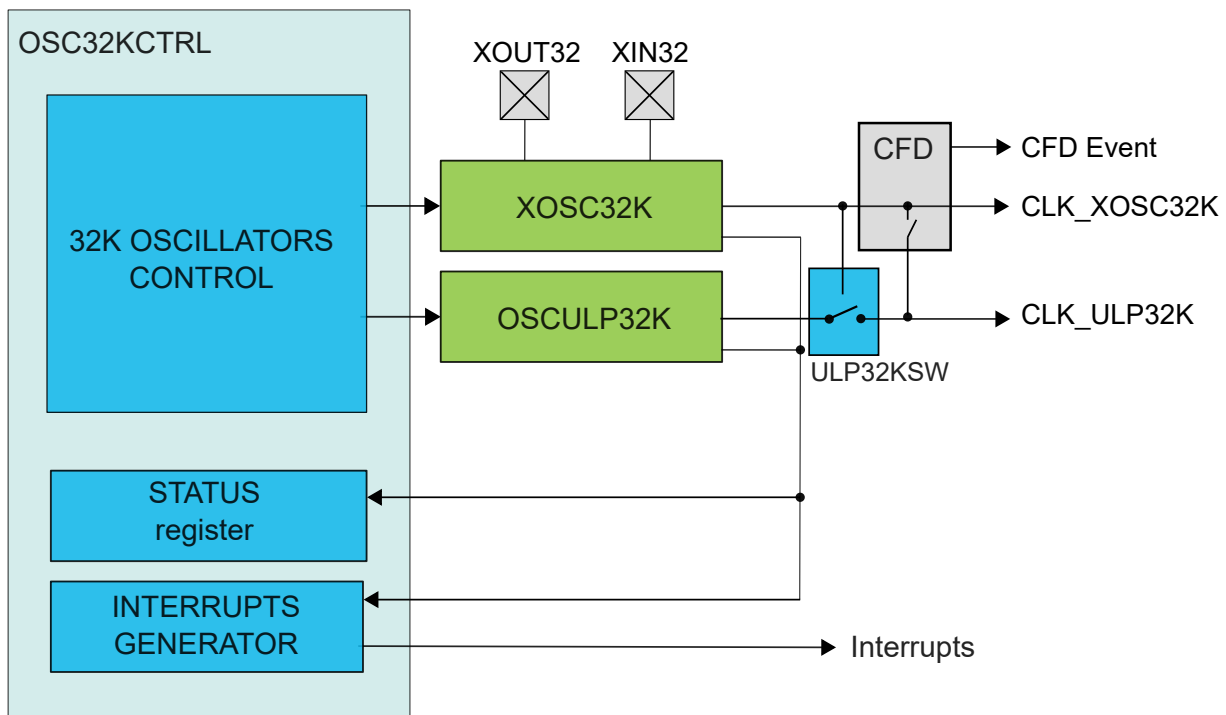 OSC32KCTRL
XOUT32
XIN32
32K OSCILLATORS
CONTROL
XOSC32K
OSCULP32K
CFD
CFD Event
CLK_XOSC32K
CLK_ULP32K
ULP32KSW
STATUS
register
INTERRUPTS
GENERATOR
Interrupts